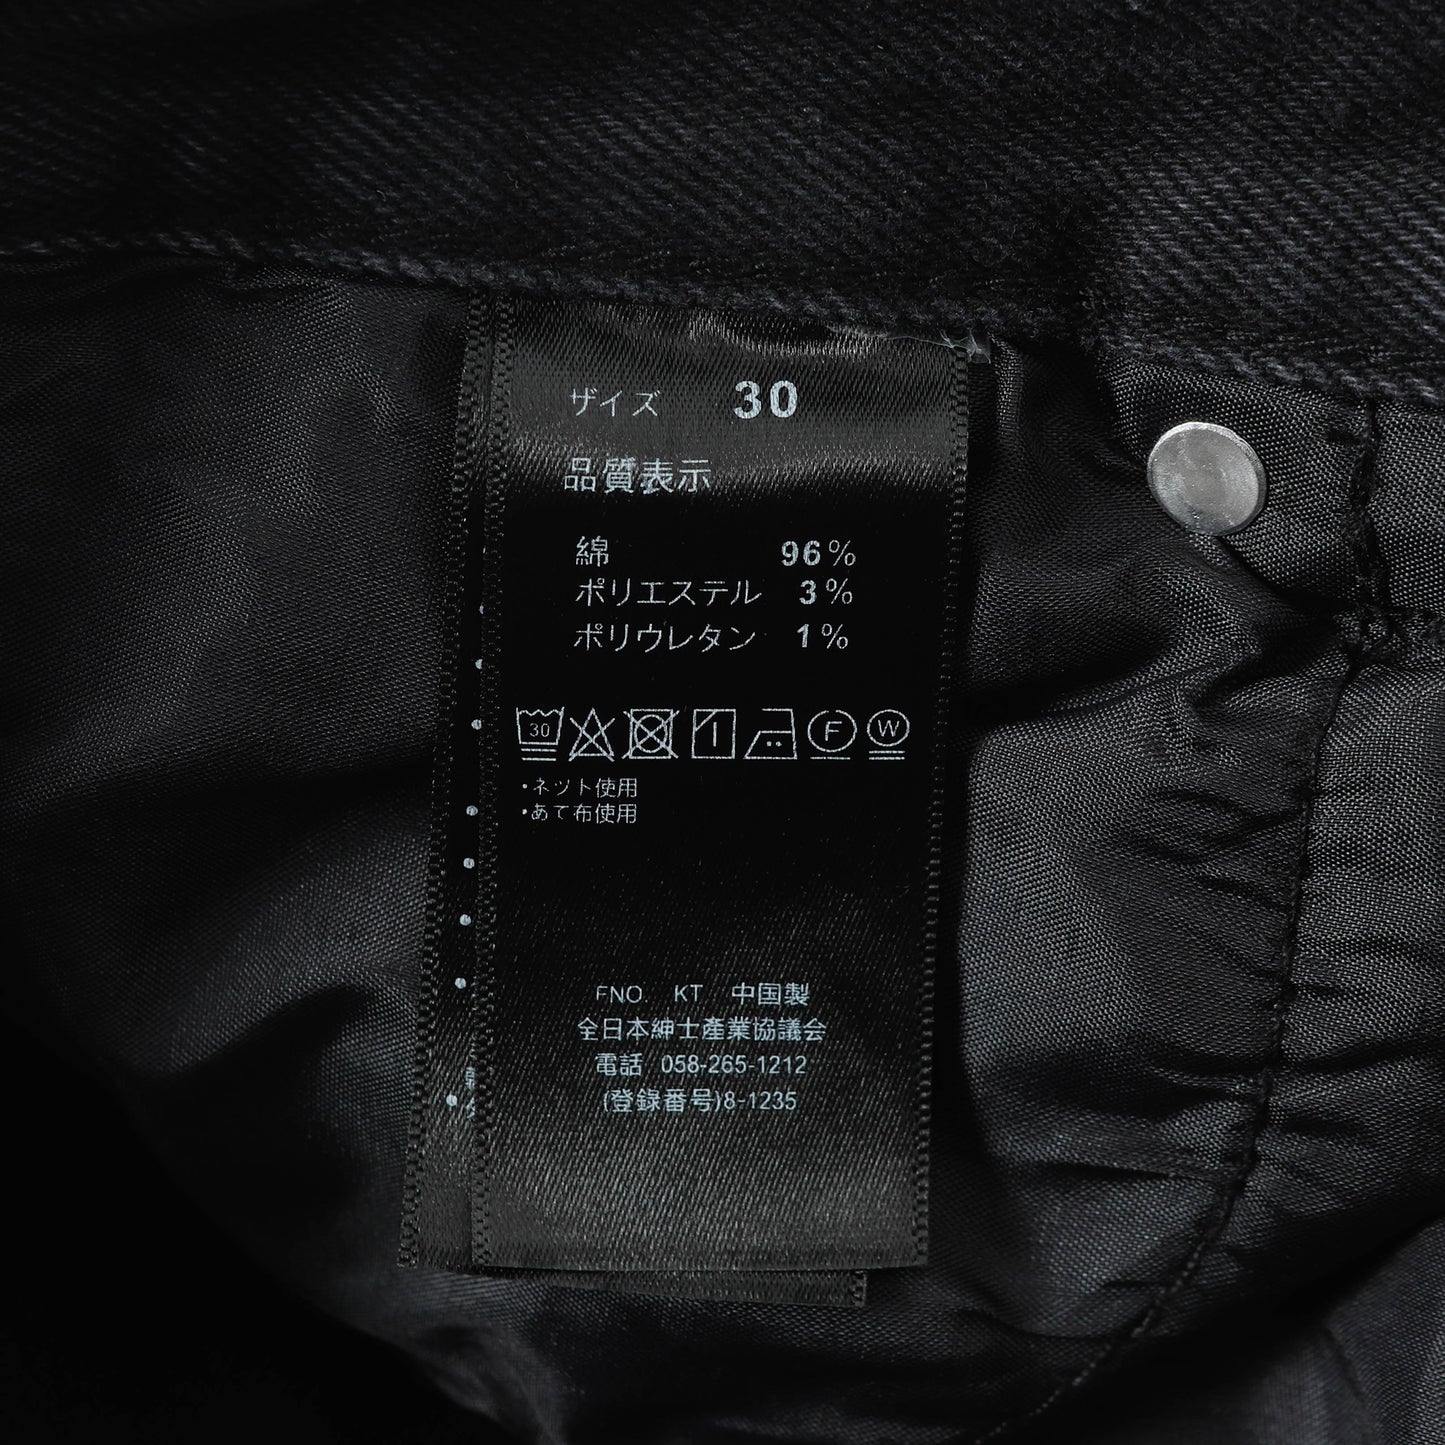 ザイズ 30
品質表示
綿 96%
ポリエステル 3%
ポリウレタン 1%
30 F W
・ネット使用
・あて布使用
FNO. KT 中国製
全日本紳士産業協議会
電話 058-265-1212
(登録番号)8-1235